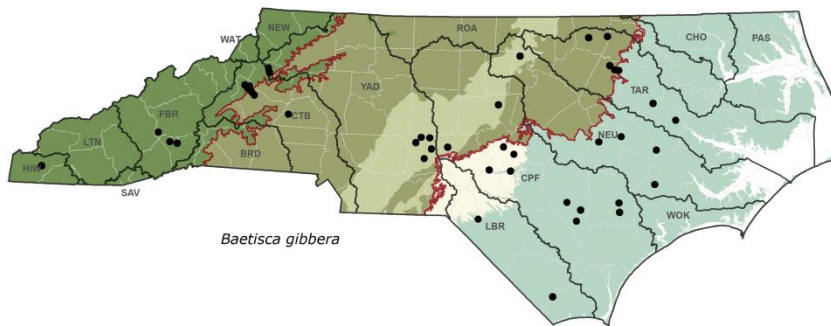 NEW
WAT
ROA
CHO
PAS
YAD
TAR
FBR
CTB
LTN
NEU
BRD
HIW
CPF
SAV
WOK
LBR
Baetisca gibbera